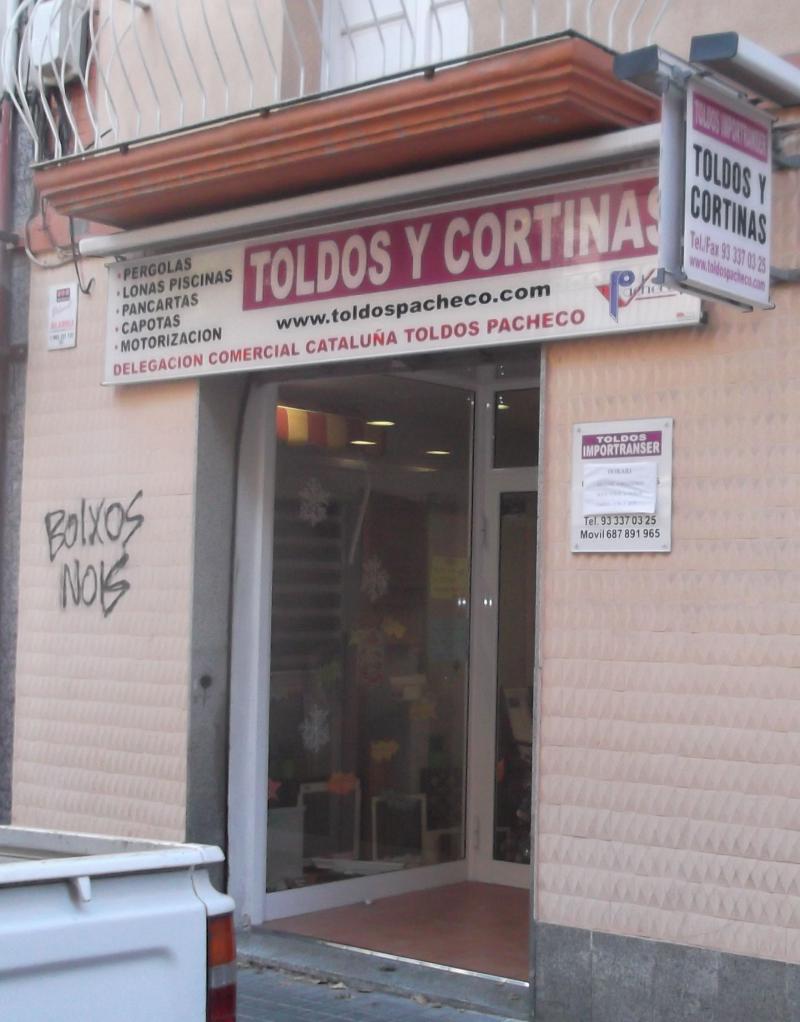 TOLDOS IMPORTRANSER
TOLDOS Y
CORTINAS
Tel./Fax 93 337 03 25
www.toldospacheco.com
TOLDOS Y CORTINAS
· PERGOLAS
· LONAS PISCINAS
· PANCARTAS
· CAPOTAS
· MOTORIZACION
www.toldospacheco.com
DELEGACION COMERCIAL CATALUÑA TOLDOS PACHECO
TOLDOS
IMPORTRANSER
Tel. 93 337 03 25
Movil 687 891 965
BOIXOS
NOIS